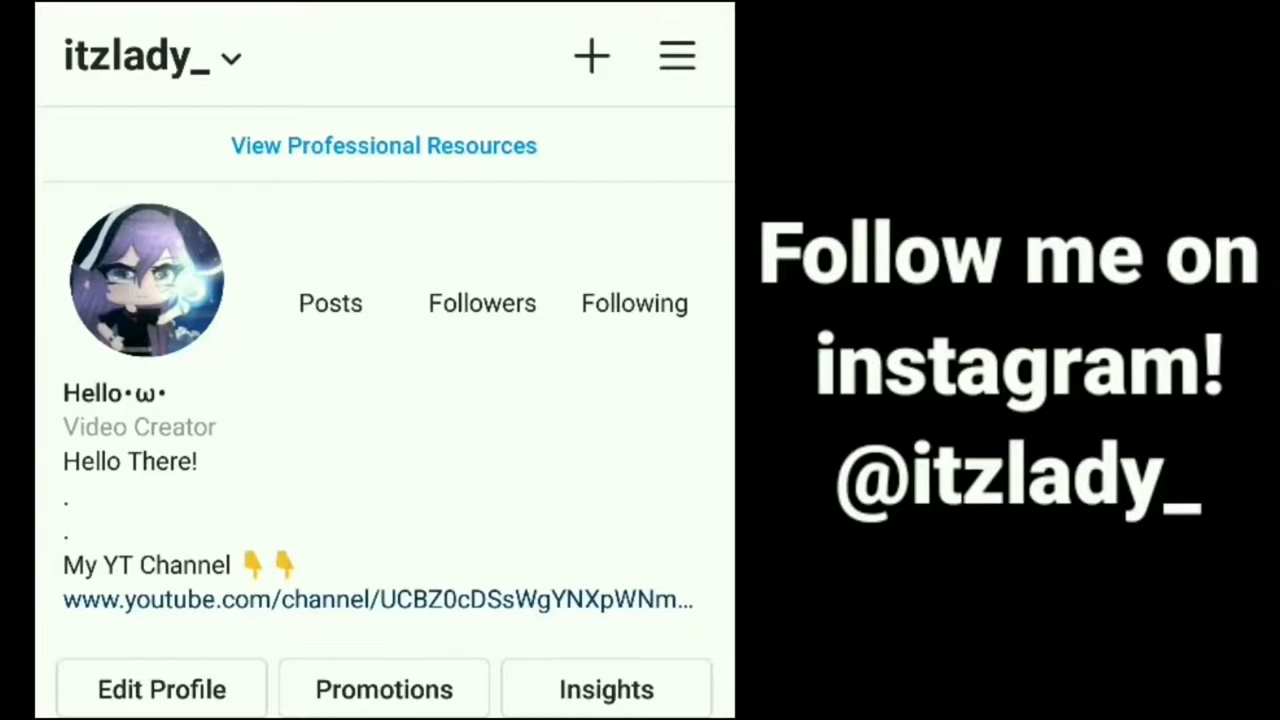 itzlady_
View Professional Resources
Posts Followers Following
Hello•ω•
Video Creator
Hello There!
.
.
My YT Channel 👇👇
www.youtube.com/channel/UCBZ0cDSsWgYNXpWNm...
Edit Profile Promotions Insights
Follow me on
instagram!
@itzlady_